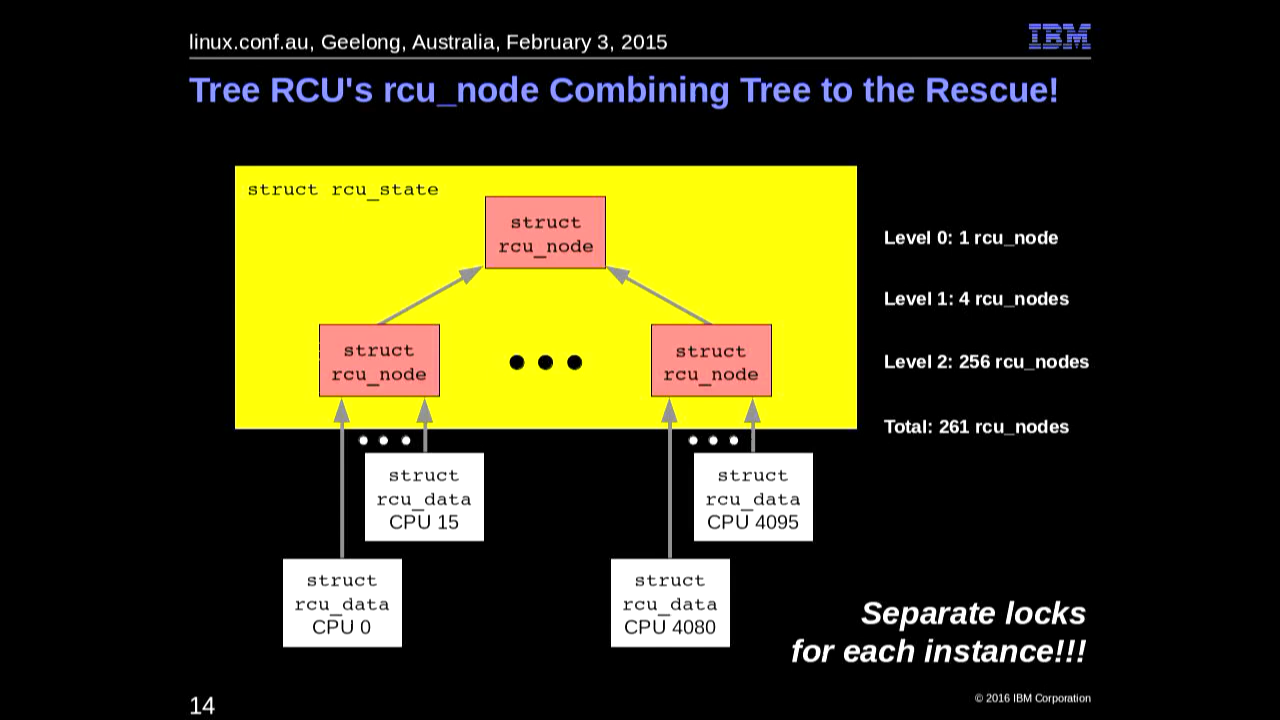 linux.conf.au, Geelong, Australia, February 3, 2015
IBM
Tree RCU's rcu_node Combining Tree to the Rescue!
struct rcu_state
struct
rcu_node
Level 0: 1 rcu_node
Level 1: 4 rcu_nodes
struct
rcu_node
struct
rcu_node
Level 2: 256 rcu_nodes
Total: 261 rcu_nodes
struct
rcu_data
CPU 15
struct
rcu_data
CPU 4095
struct
rcu_data
CPU 0
struct
rcu_data
CPU 4080
Separate locks
for each instance!!!
14
© 2016 IBM Corporation